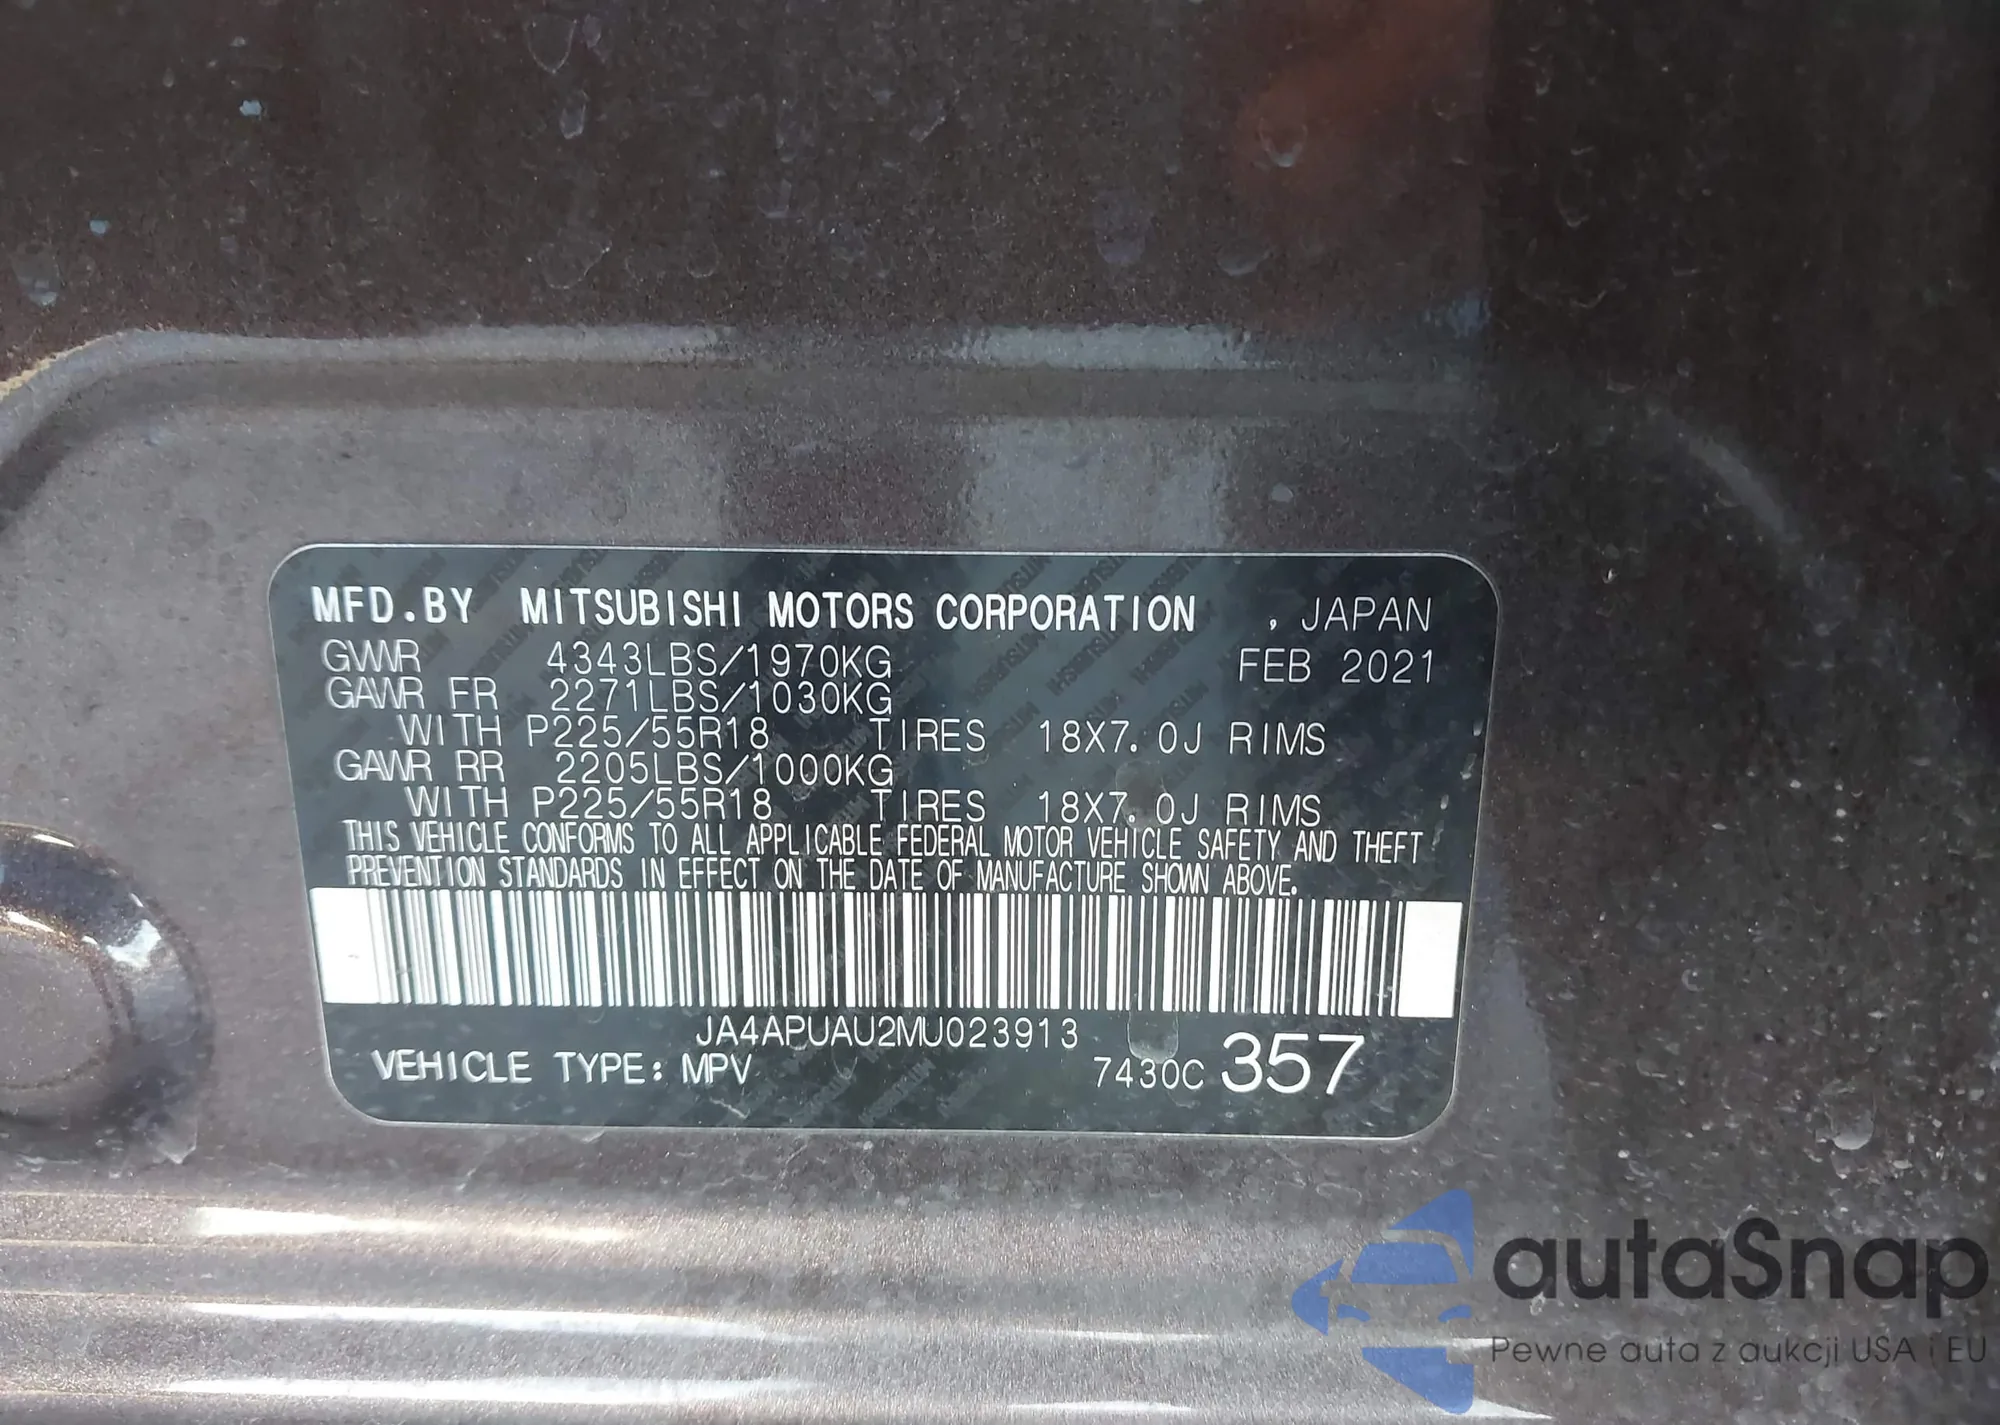 MFD.BY MITSUBISHI MOTORS CORPORATION , JAPAN
GVWR 4343LBS/1970KG FEB 2021
GAWR FR 2271LBS/1030KG
WITH P225/55R18 TIRES 18X7.0J RIMS
GAWR RR 2205LBS/1000KG
WITH P225/55R18 TIRES 18X7.0J RIMS
THIS VEHICLE CONFORMS TO ALL APPLICABLE FEDERAL MOTOR VEHICLE SAFETY AND THEFT
PREVENTION STANDARDS IN EFFECT ON THE DATE OF MANUFACTURE SHOWN ABOVE.
JA4APUAU2MU023913
VEHICLE TYPE: MPV 7430C 357
autaSnap
Pewne auta z aukcji USA i EU